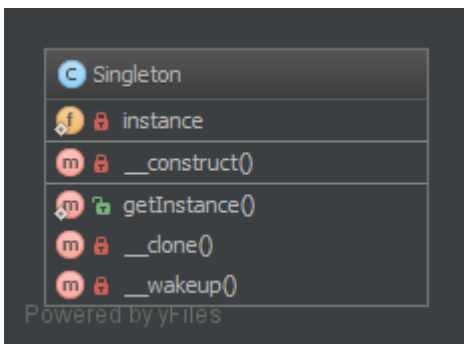 C Singleton
f instance
m __construct()
m getInstance()
m __clone()
m __wakeup()
Powered by yFiles